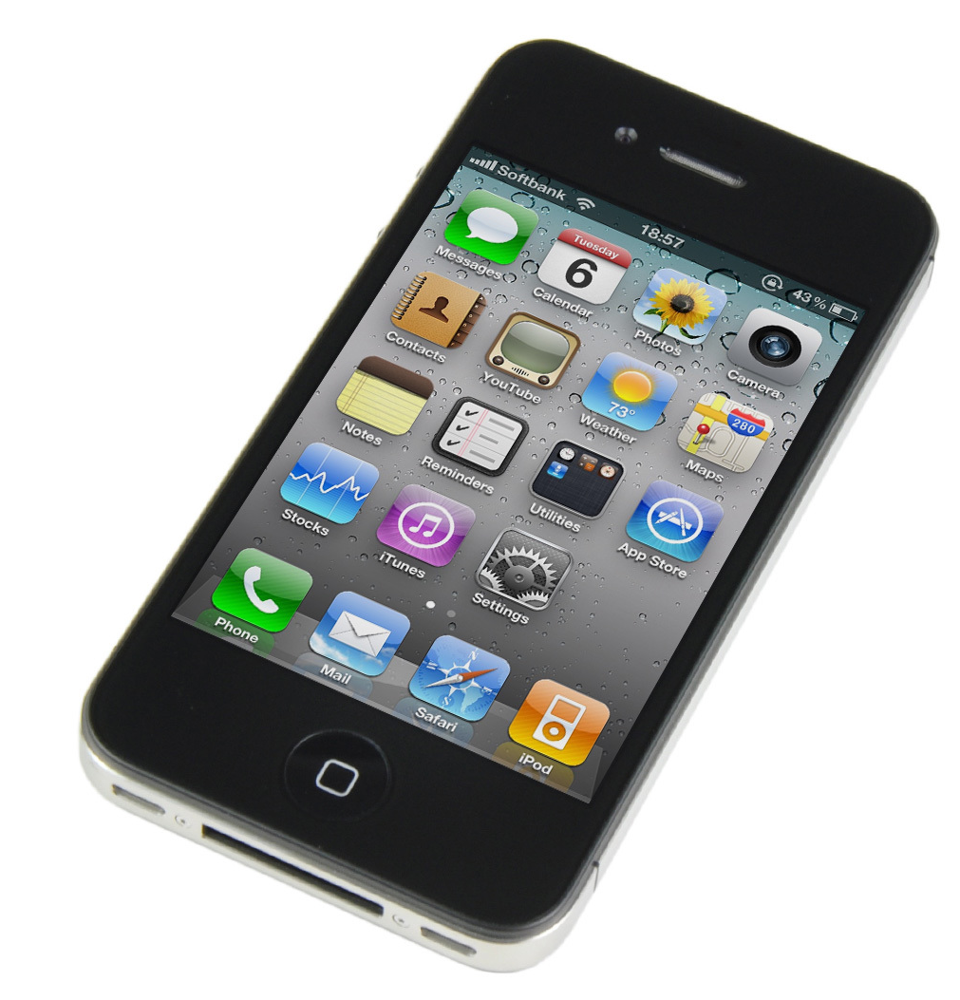 Softbank 18:57 43%
Messages
Tuesday
6
Calendar
Photos
Camera
Contacts
YouTube
73°
Weather
280
Maps
Notes
Reminders
Utilities
App Store
Stocks
iTunes
Settings
Phone
Mail
N
S
Safari
iPod